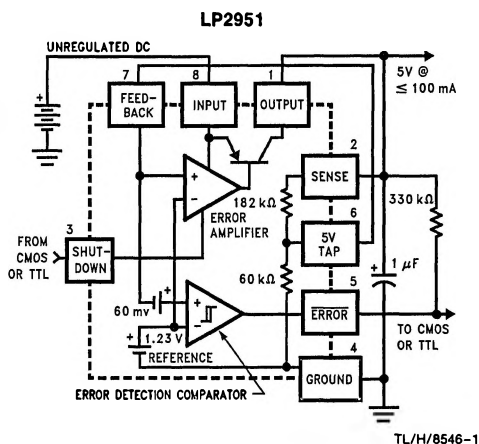 LP2951
UNREGULATED DC
7
8
1
5V @
≤ 100 mA
FEED-
BACK
INPUT
OUTPUT
2
SENSE
182 kΩ
330 kΩ
ERROR
AMPLIFIER
6
5V
TAP
3
FROM
CMOS
OR TTL
SHUT-
DOWN
60 kΩ
1 μF
60 mv
5
ERROR
TO CMOS
OR TTL
1.23 V
REFERENCE
4
GROUND
ERROR DETECTION COMPARATOR
TL/H/8546-1